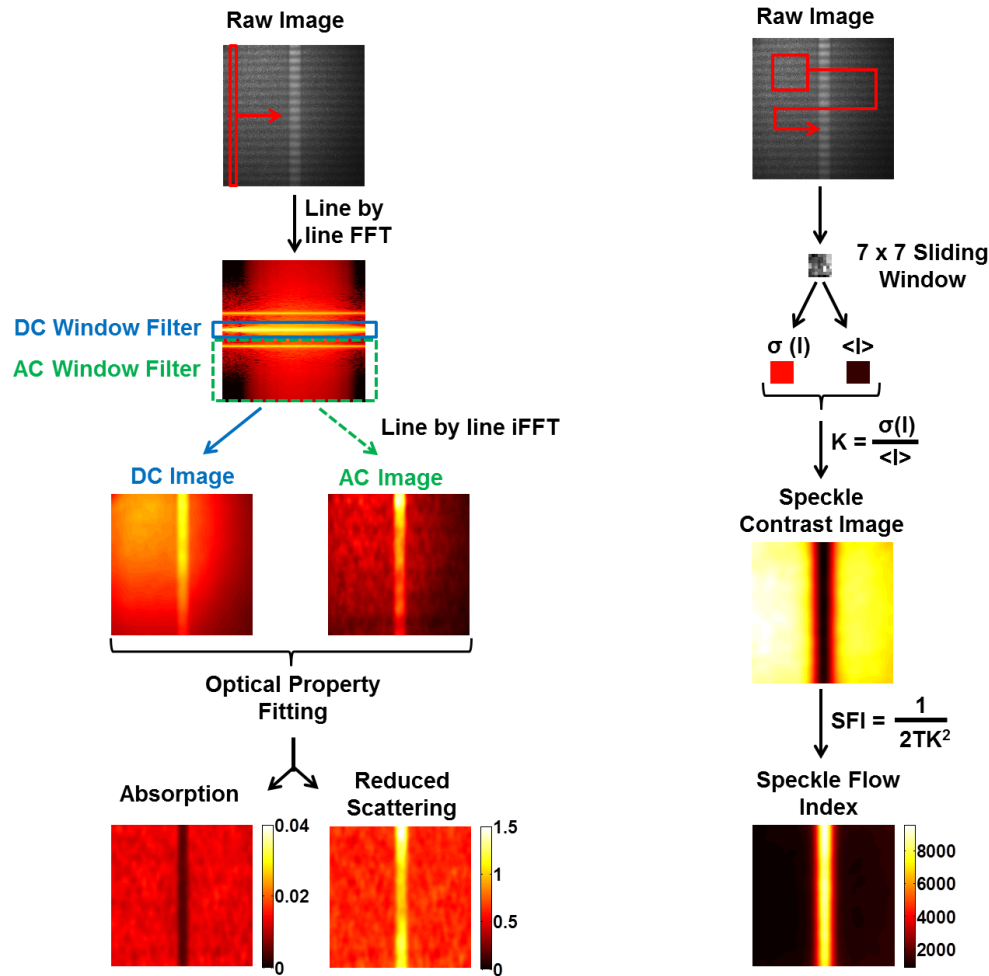 Raw Image
Line by
line FFT
DC Window Filter
AC Window Filter
Line by line iFFT
DC Image
AC Image
Optical Property
Fitting
Absorption
Reduced
Scattering
0.04
0.02
0
1.5
1
0.5
0
Raw Image
7 x 7 Sliding
Window
σ (I)
<I>
K = σ(I)
<I>
Speckle
Contrast Image
SFI = 1
2TK²
Speckle Flow
Index
8000
6000
4000
2000